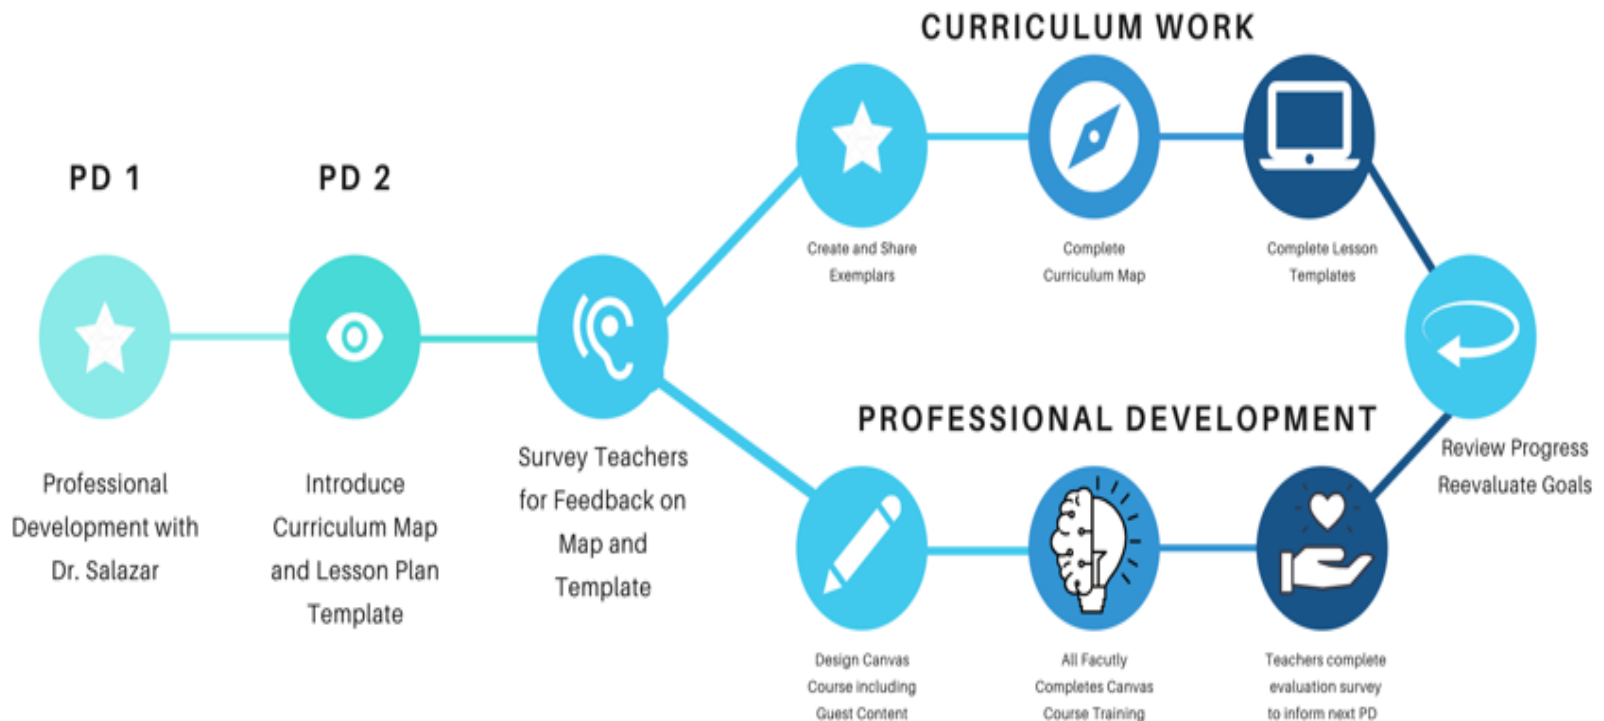 CURRICULUM WORK
PD 1
PD 2
Create and Share
Exemplars
Complete
Curriculum Map
Complete Lesson
Templates
Professional
Development with
Dr. Salazar
Introduce
Curriculum Map
and Lesson Plan
Template
Survey Teachers
for Feedback on
Map and
Template
PROFESSIONAL DEVELOPMENT
Review Progress
Reevaluate Goals
Design Canvas
Course including
Guest Content
All Facutly
Completes Canvas
Course Training
Teachers complete
evaluation survey
to inform next PD